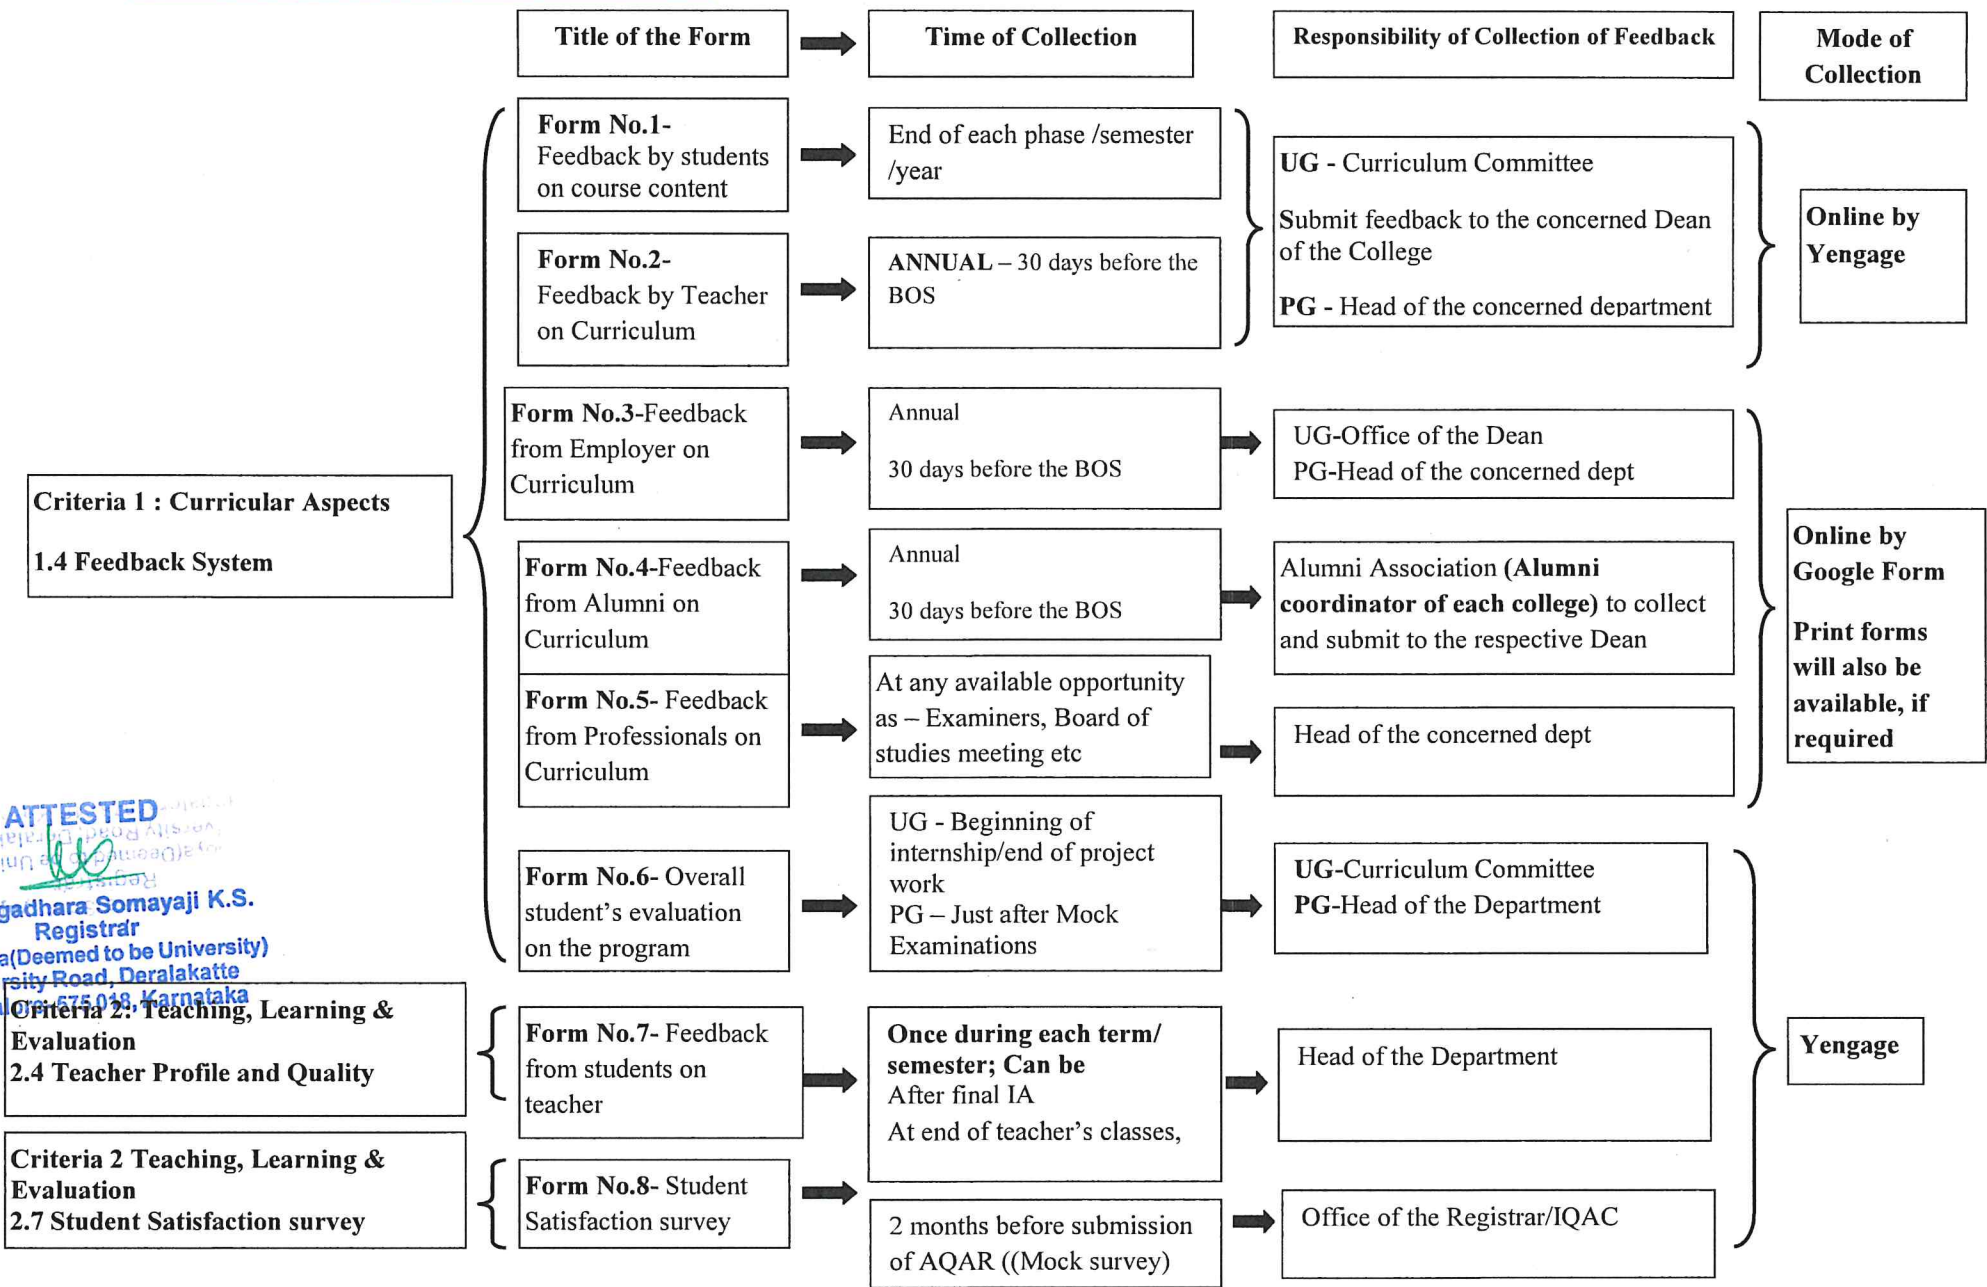 Title of the Form
Time of Collection
Responsibility of Collection of Feedback
Mode of
Collection
Criteria 1 : Curricular Aspects
1.4 Feedback System
Form No.1-
Feedback by students
on course content
End of each phase /semester
/year
Form No.2-
Feedback by Teacher
on Curriculum
ANNUAL – 30 days before the
BOS
UG - Curriculum Committee
Submit feedback to the concerned Dean
of the College
PG - Head of the concerned department
Online by
Yengage
Form No.3-Feedback
from Employer on
Curriculum
Annual
30 days before the BOS
UG-Office of the Dean
PG-Head of the concerned dept
Form No.4-Feedback
from Alumni on
Curriculum
Annual
30 days before the BOS
Alumni Association (Alumni
coordinator of each college) to collect
and submit to the respective Dean
Form No.5- Feedback
from Professionals on
Curriculum
At any available opportunity
as – Examiners, Board of
studies meeting etc
Head of the concerned dept
Online by
Google Form
Print forms
will also be
available, if
required
Form No.6- Overall
student's evaluation
on the program
UG - Beginning of
internship/end of project
work
PG – Just after Mock
Examinations
UG-Curriculum Committee
PG-Head of the Department
ATTESTED
gadhara Somayaji K.S.
Registrar
a(Deemed to be University)
rsity Road, Deralakatte
575 018, Karnataka
Criteria 2: Teaching, Learning &
Evaluation
2.4 Teacher Profile and Quality
Form No.7- Feedback
from students on
teacher
Once during each term/
semester; Can be
After final IA
At end of teacher's classes,
Head of the Department
Yengage
Criteria 2 Teaching, Learning &
Evaluation
2.7 Student Satisfaction survey
Form No.8- Student
Satisfaction survey
2 months before submission
of AQAR ((Mock survey)
Office of the Registrar/IQAC